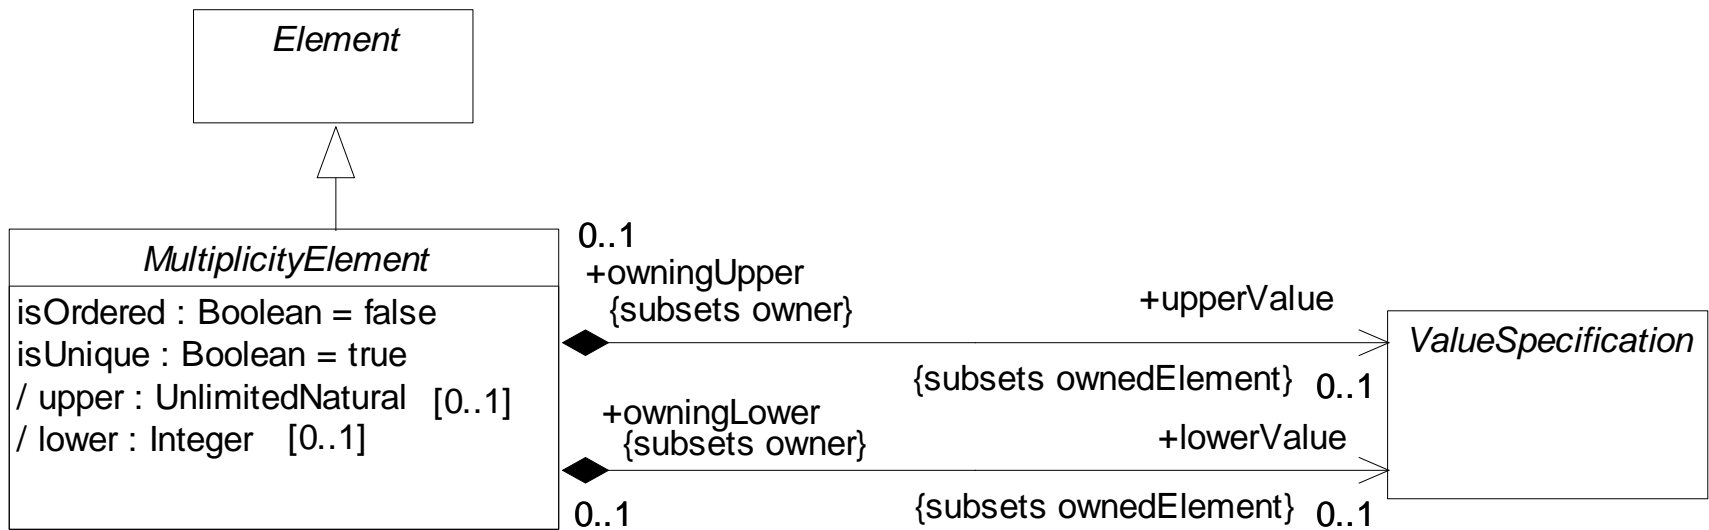 Element
MultiplicityElement
isOrdered : Boolean = false
isUnique : Boolean = true
/ upper : UnlimitedNatural [0..1]
/ lower : Integer [0..1]
0..1
+owningUpper
{subsets owner}
+upperValue
{subsets ownedElement} 0..1
+owningLower
{subsets owner}
+lowerValue
0..1
{subsets ownedElement} 0..1
ValueSpecification